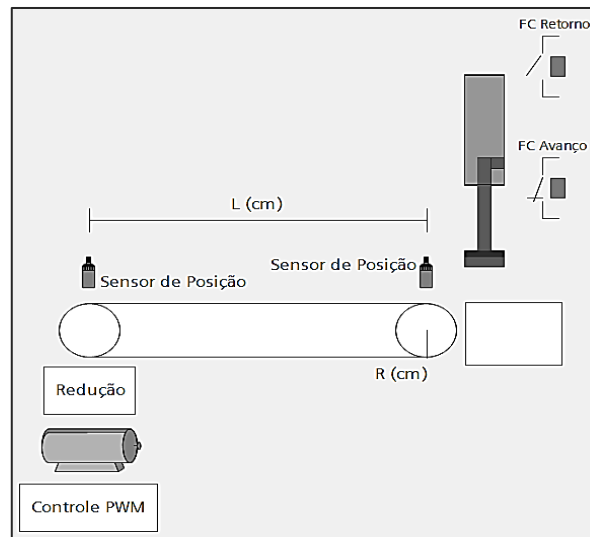 FC Retorno
FC Avanço
L (cm)
Sensor de Posição
Sensor de Posição
R (cm)
Redução
Controle PWM